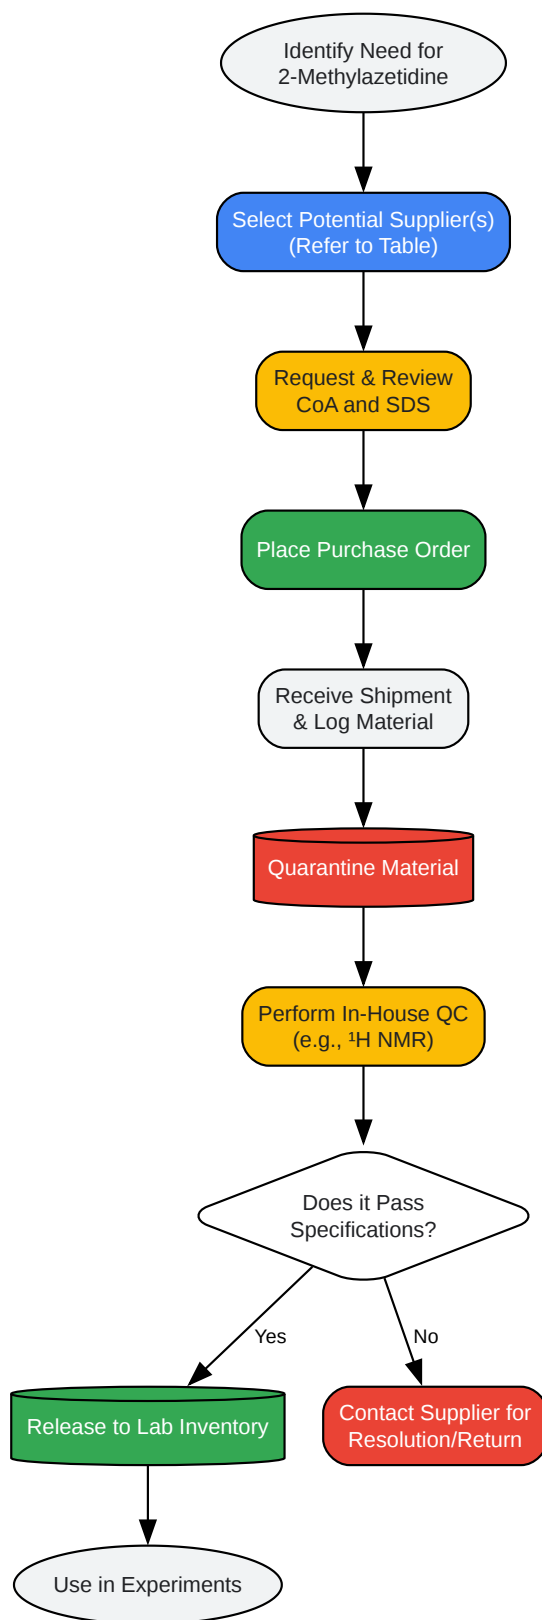 Identify Need for
2-Methylazetidine
Select Potential Supplier(s)
(Refer to Table)
Request & Review
CoA and SDS
Place Purchase Order
Receive Shipment
& Log Material
Quarantine Material
Perform In-House QC
(e.g., ¹H NMR)
Does it Pass
Specifications?
Yes
No
Release to Lab Inventory
Contact Supplier for
Resolution/Return
Use in Experiments